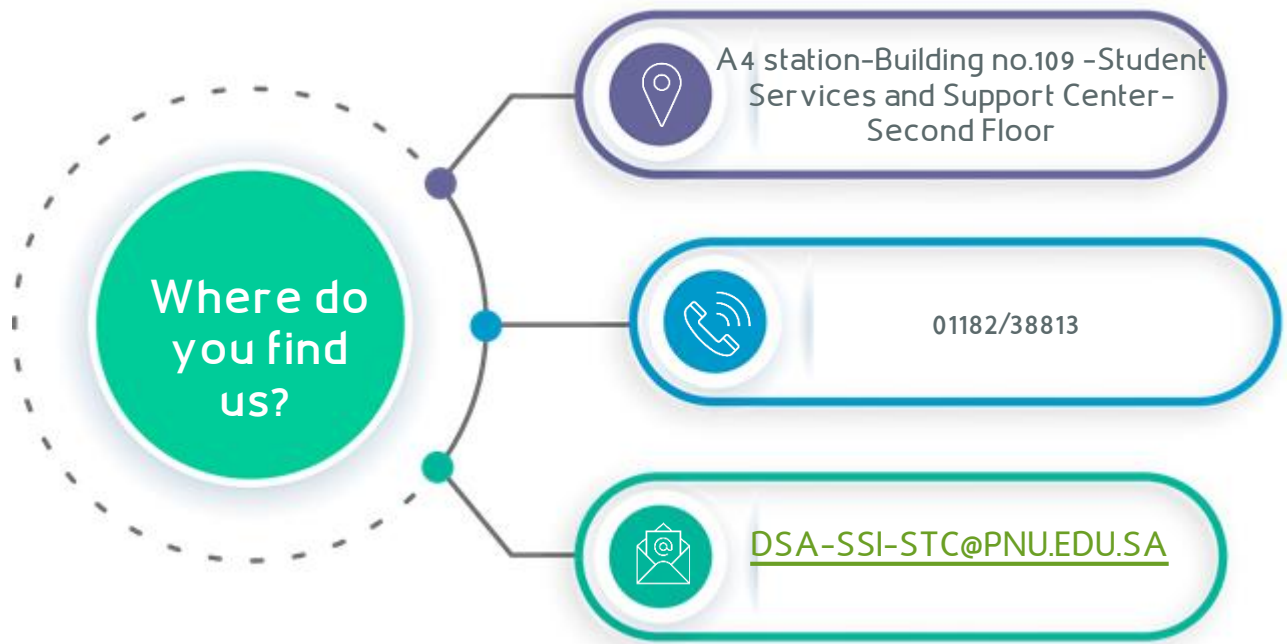 Where do
you find
us?
A4 station-Building no.109 -Student
Services and Support Center-
Second Floor
01182/38813
DSA-SSI-STC@PNU.EDU.SA